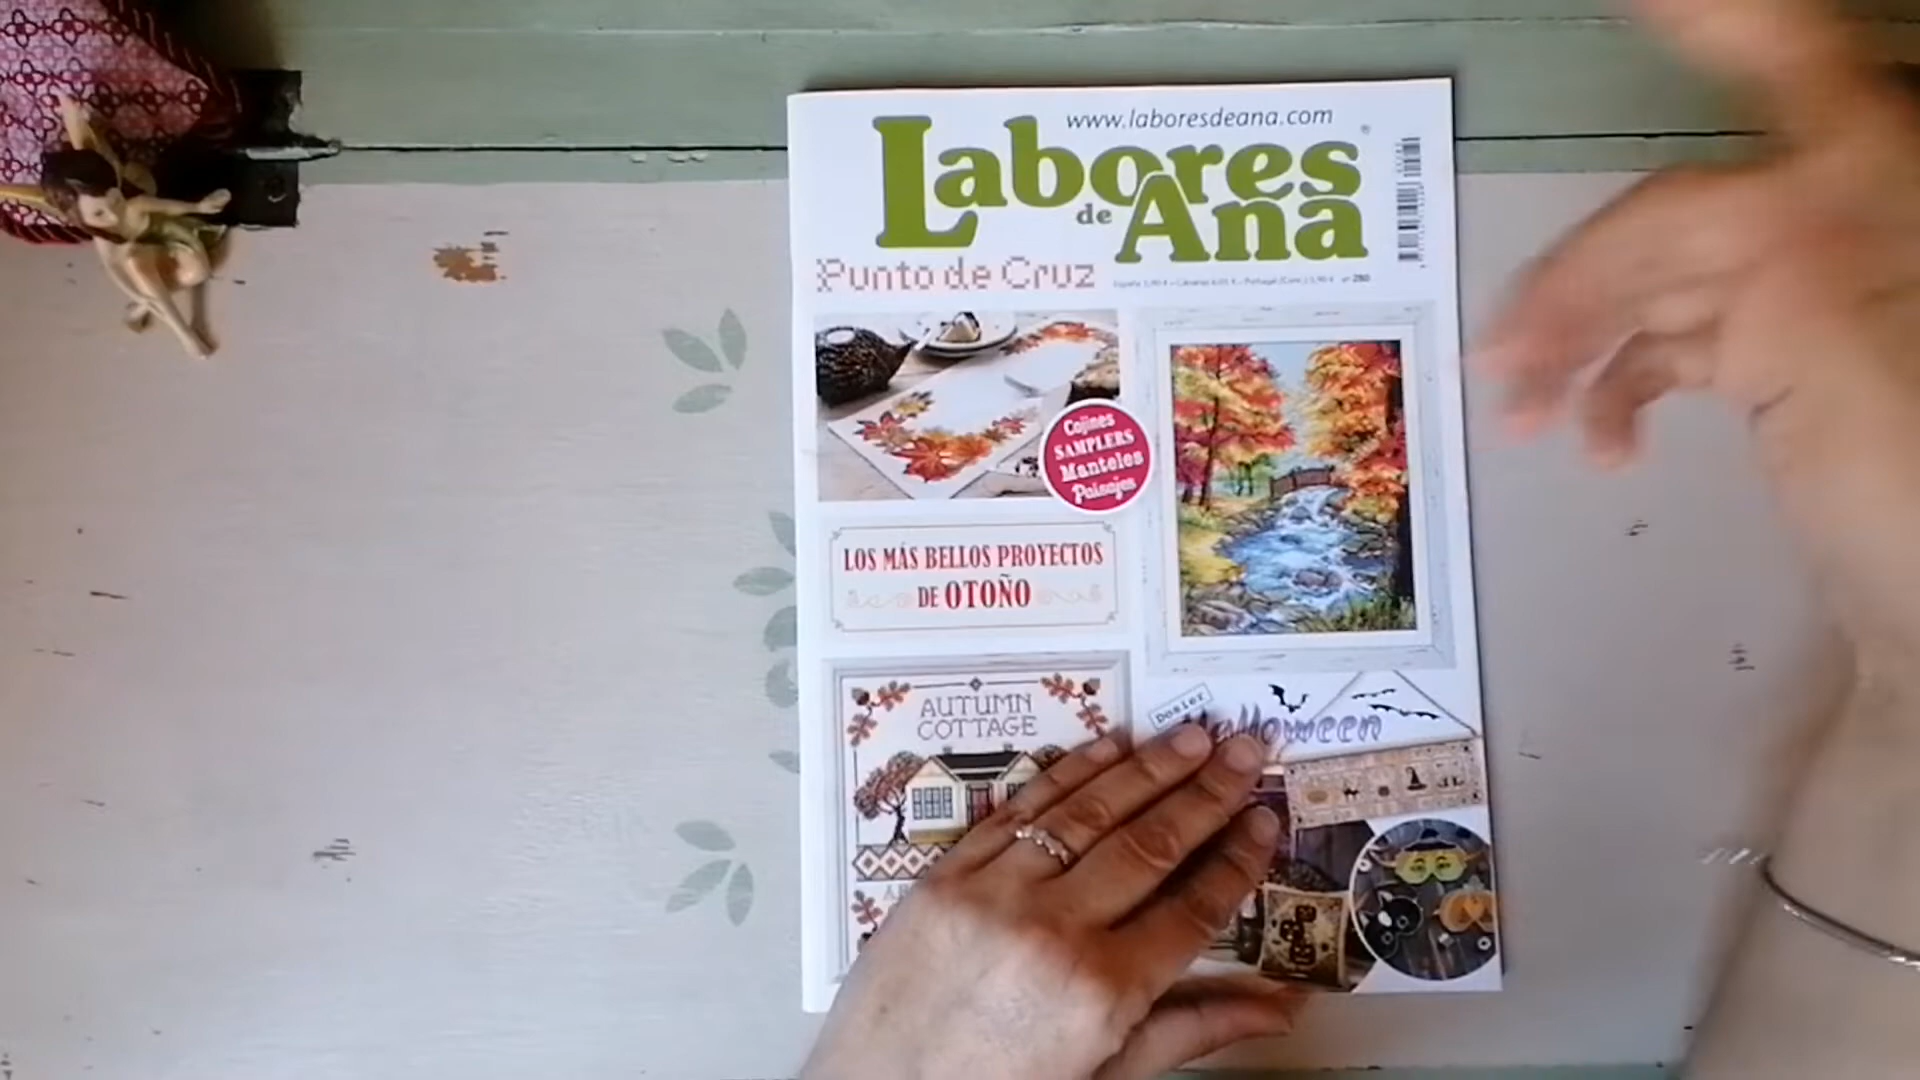 www.laboresdeana.com
Labores
de Ana
Punto de Cruz
Cojines
SAMPLERS
Manteles
Paisajes
LOS MÁS BELLOS PROYECTOS
DE OTOÑO
AUTUMN
COTTAGE
Dosier
Halloween